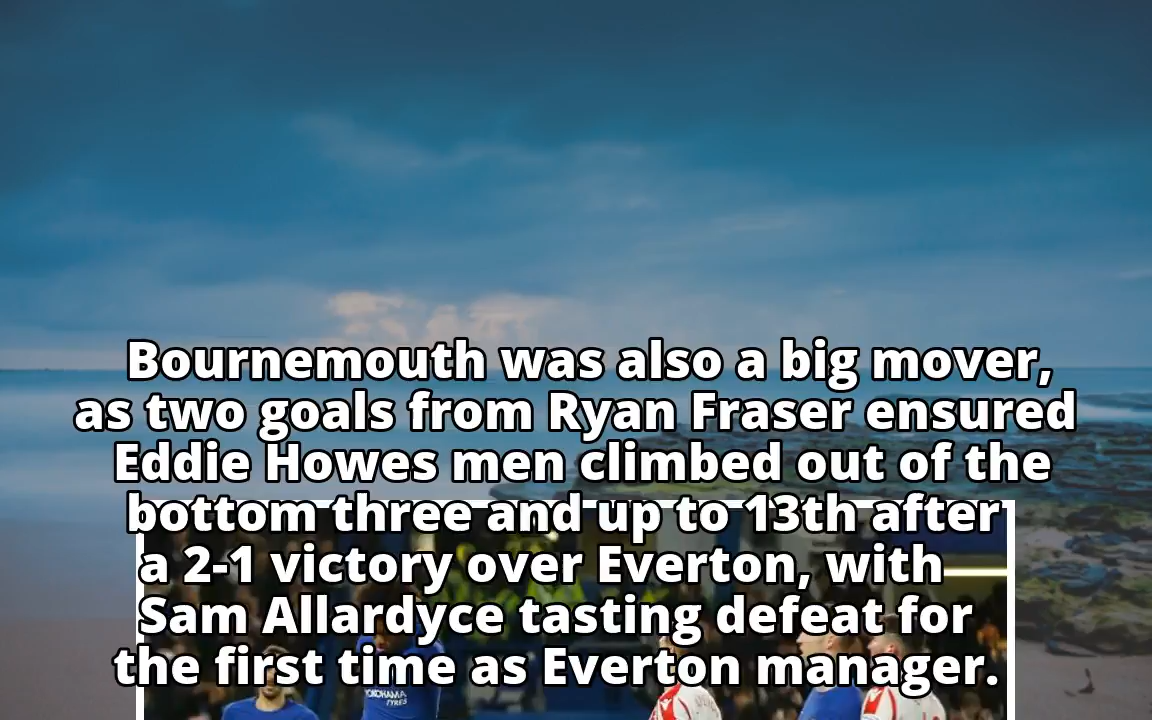 Bournemouth was also a big mover,
as two goals from Ryan Fraser ensured
Eddie Howes men climbed out of the
bottom three and up to 13th after
a 2-1 victory over Everton, with
Sam Allardyce tasting defeat for
the first time as Everton manager.
YOKOHAMA
TYRES